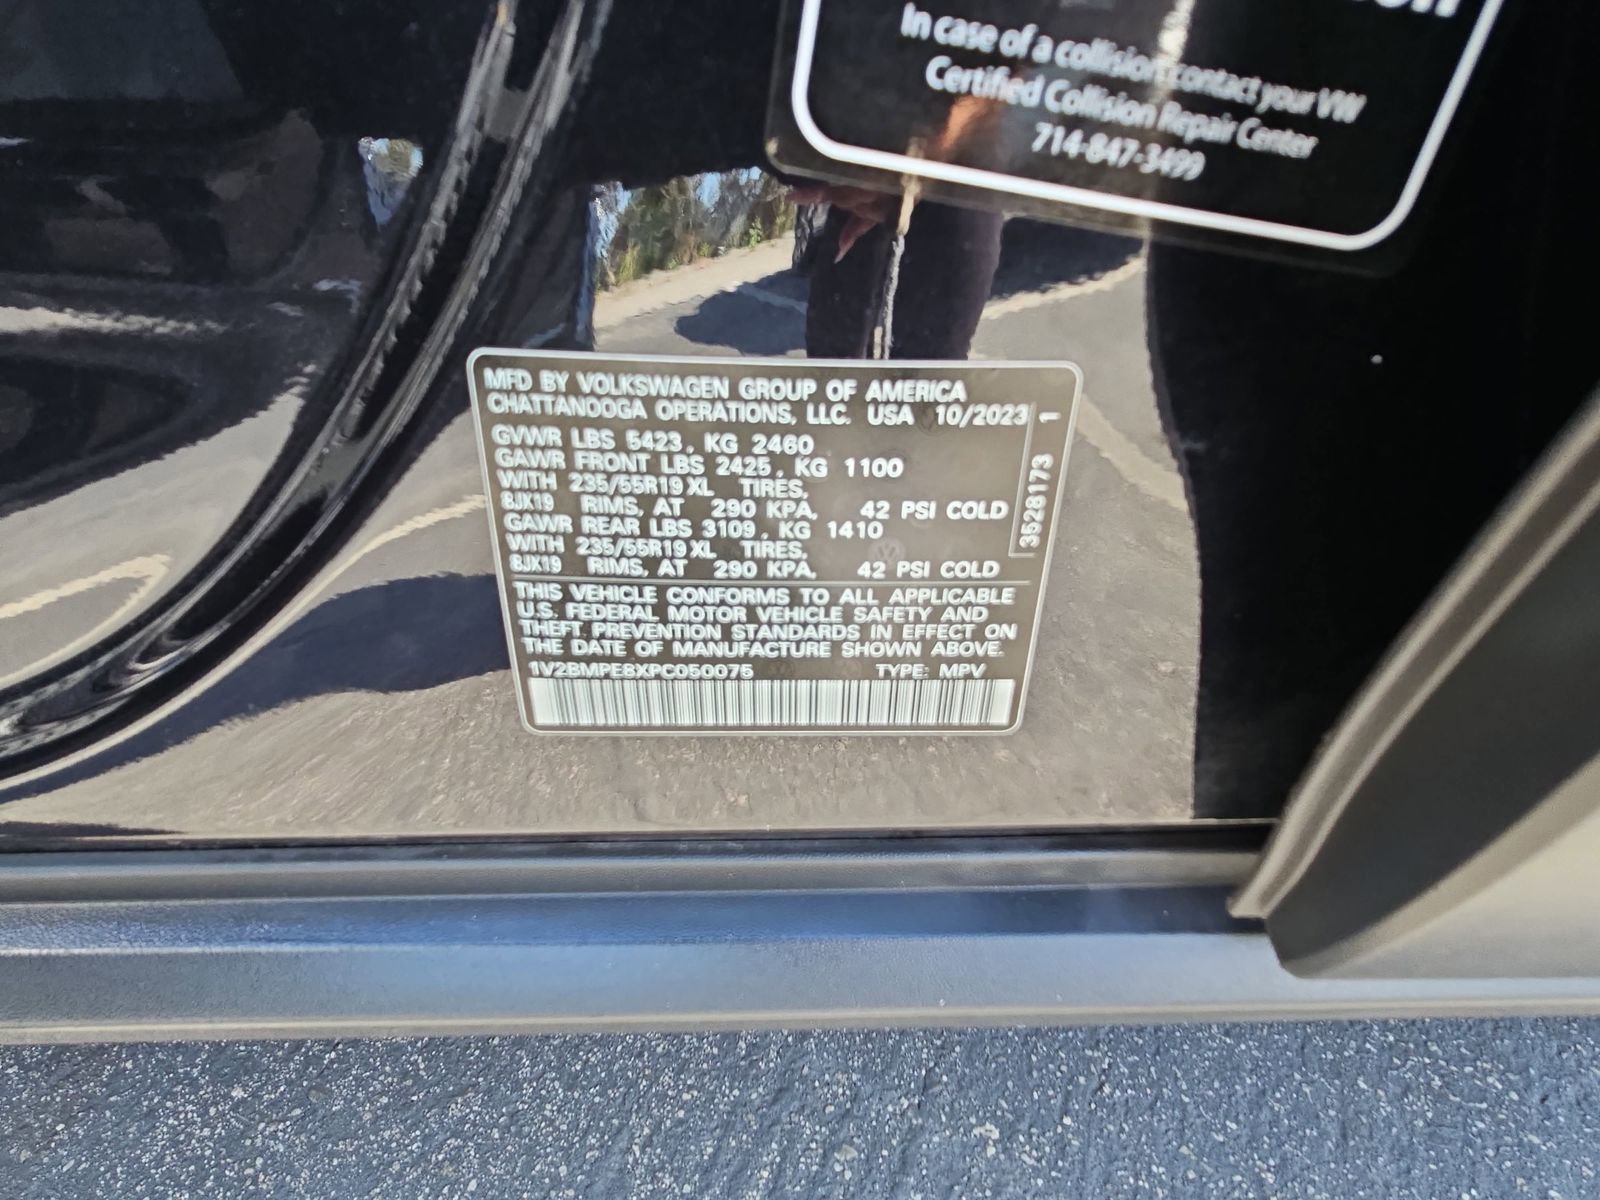 In case of a collision contact your VW
Certified Collision Repair Center
714-847-3499
MFD BY VOLKSWAGEN GROUP OF AMERICA
CHATTANOOGA OPERATIONS, LLC. USA 10/2023
GVWR LBS 5423, KG 2460
GAWR FRONT LBS 2425, KG 1100
WITH 235/55R19 XL TIRES,
8JX19 RIMS, AT 290 KPA, 42 PSI COLD
GAWR REAR LBS 3109, KG 1410
WITH 235/55R19 XL TIRES,
8JX19 RIMS, AT 290 KPA, 42 PSI COLD
3528173 1
THIS VEHICLE CONFORMS TO ALL APPLICABLE
U.S. FEDERAL MOTOR VEHICLE SAFETY AND
THEFT PREVENTION STANDARDS IN EFFECT ON
THE DATE OF MANUFACTURE SHOWN ABOVE.
1V2BMPE8XPC050075 TYPE: MPV